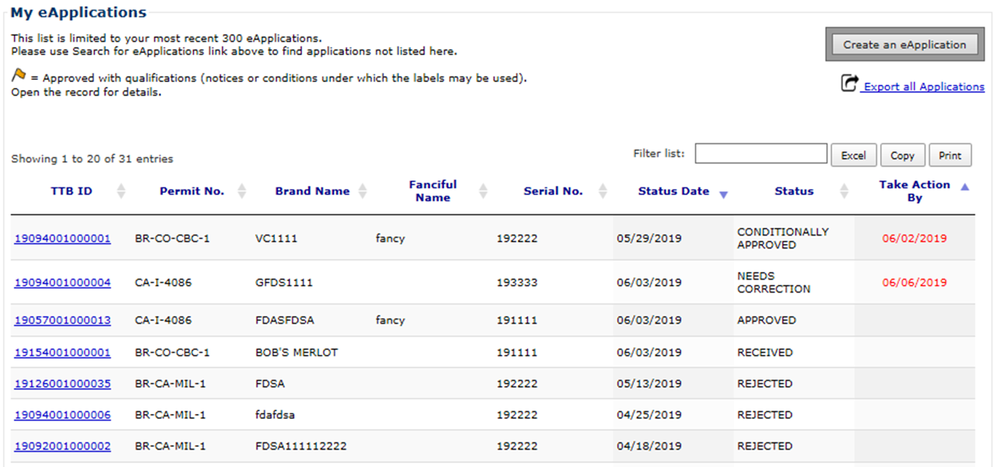 My eApplications
This list is limited to your most recent 300 eApplications.
Please use Search for eApplications link above to find applications not listed here.
Create an eApplication
= Approved with qualifications (notices or conditions under which the labels may be used).
Open the record for details.
Export all Applications
Showing 1 to 20 of 31 entries
Filter list: Excel Copy Print
TTB ID Permit No. Brand Name Fanciful Name Serial No. Status Date Status Take Action By
19094001000001 BR-CO-CBC-1 VC1111 fancy 192222 05/29/2019 CONDITIONALLY APPROVED 06/02/2019
19094001000004 CA-I-4086 GFDS1111 193333 06/03/2019 NEEDS CORRECTION 06/06/2019
19057001000013 CA-I-4086 FDASFDSA fancy 191111 06/03/2019 APPROVED
19154001000001 BR-CO-CBC-1 BOB'S MERLOT 191111 06/03/2019 RECEIVED
19126001000035 BR-CA-MIL-1 FDSA 192222 05/13/2019 REJECTED
19094001000006 BR-CA-MIL-1 fdafdsa 192222 04/25/2019 REJECTED
19092001000002 BR-CA-MIL-1 FDSA111112222 192222 04/18/2019 REJECTED